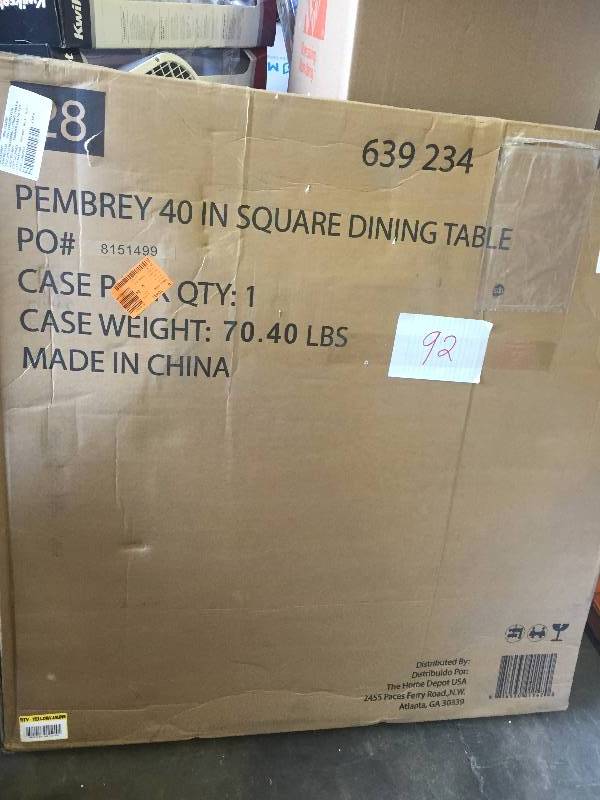 Kwikset
Kwik
28
639 234
PEMBREY 40 IN SQUARE DINING TABLE
PO# 8151499
CASE P K QTY: 1
CASE WEIGHT: 70.40 LBS
MADE IN CHINA
92
Distributed By:
Distribuido Por:
The Home Depot USA
2455 Paces Ferry Road,.N.W.
Atlanta, GA 30339